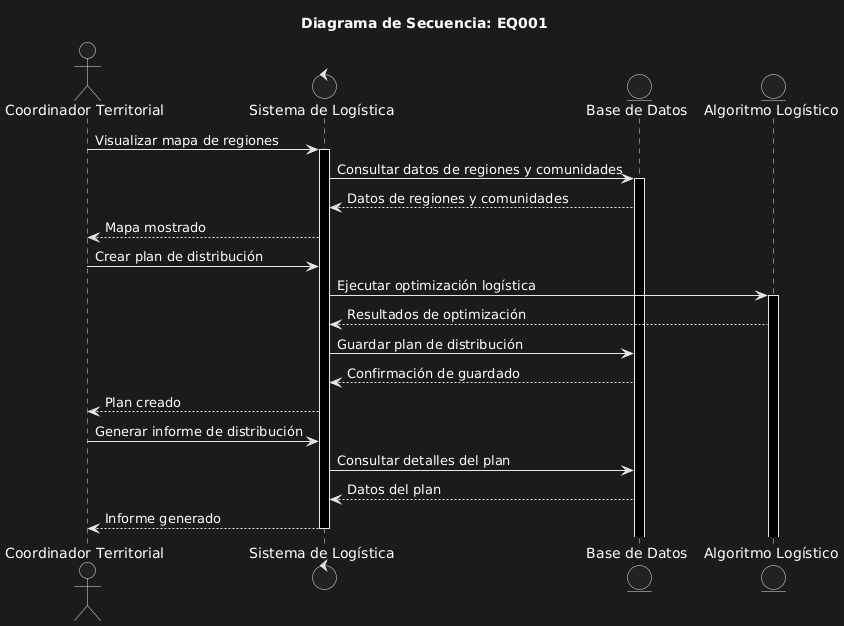 Diagrama de Secuencia: EQ001
Coordinador Territorial
Sistema de Logística
Base de Datos
Algoritmo Logístico
Visualizar mapa de regiones
Consultar datos de regiones y comunidades
Datos de regiones y comunidades
Mapa mostrado
Crear plan de distribución
Ejecutar optimización logística
Resultados de optimización
Guardar plan de distribución
Confirmación de guardado
Plan creado
Generar informe de distribución
Consultar detalles del plan
Datos del plan
Informe generado
Coordinador Territorial
Sistema de Logística
Base de Datos
Algoritmo Logístico